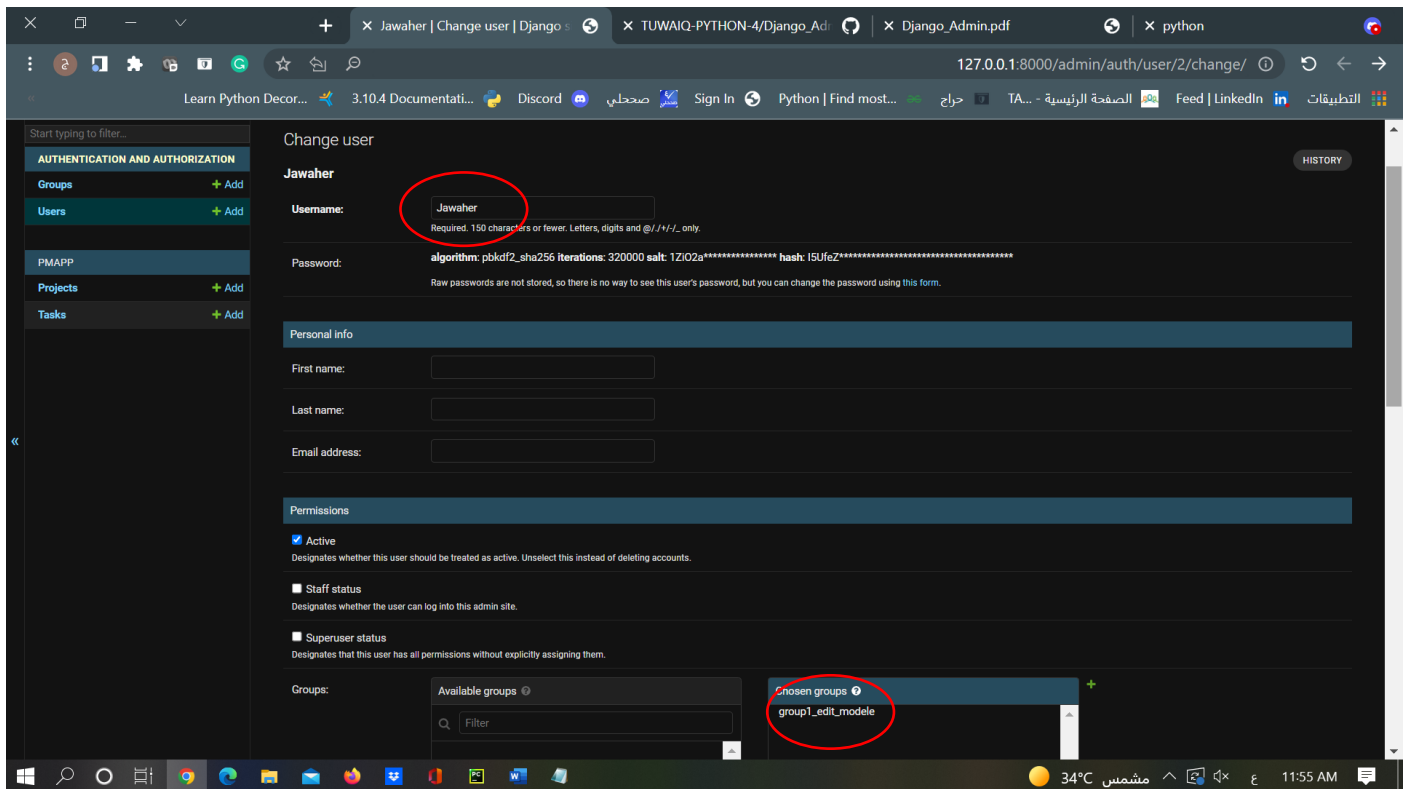 Jawaher | Change user | Django s
TUWAIQ-PYTHON-4/Django_Adr
Django_Admin.pdf
python
127.0.0.1:8000/admin/auth/user/2/change/
Learn Python Decor...
3.10.4 Documentati...
Discord
صححلي
Sign In
Python | Find most...
حراج
TA... - الصفحة الرئيسية
Feed | LinkedIn
التطبيقات
Start typing to filter...
AUTHENTICATION AND AUTHORIZATION
Groups + Add
Users + Add
PMAPP
Projects + Add
Tasks + Add
Change user
HISTORY
Jawaher
Username: Jawaher
Required. 150 characters or fewer. Letters, digits and @/./+/-/_ only.
Password: algorithm: pbkdf2_sha256 iterations: 320000 salt: 1ZiO2a**************** hash: I5UfeZ**************************************
Raw passwords are not stored, so there is no way to see this user's password, but you can change the password using this form.
Personal info
First name:
Last name:
Email address:
Permissions
Active
Designates whether this user should be treated as active. Unselect this instead of deleting accounts.
Staff status
Designates whether the user can log into this admin site.
Superuser status
Designates that this user has all permissions without explicitly assigning them.
Groups:
Available groups
Filter
Chosen groups
group1_edit_modele
34°C مشمس
ع
11:55 AM